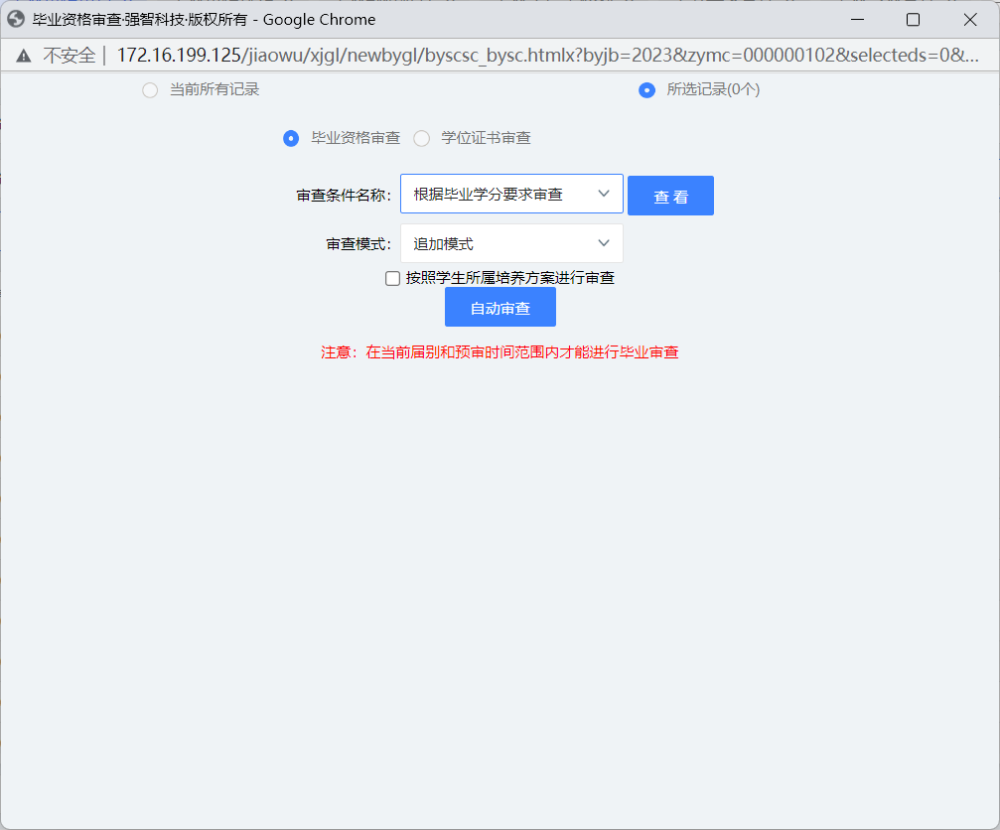 毕业资格审查·强智科技·版权所有 - Google Chrome
不安全 | 172.16.199.125/jiaowu/xjgl/newbygl/byscsc_bysc.htmlx?byjb=2023&zymc=000000102&selecteds=0&...
当前所有记录 所选记录(0个)
毕业资格审查 学位证书审查
审查条件名称: 根据毕业学分要求审查 查 看
审查模式: 追加模式
按照学生所属培养方案进行审查
自动审查
注意：在当前届别和预审时间范围内才能进行毕业审查